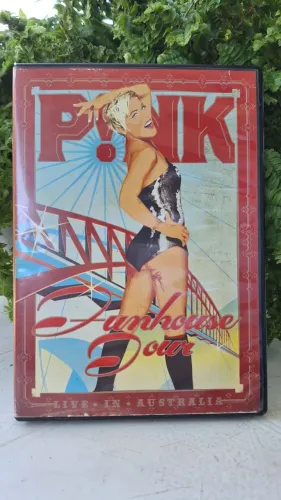 P!NK
Funhouse
Tour
LIVE • IN • AUSTRALIA